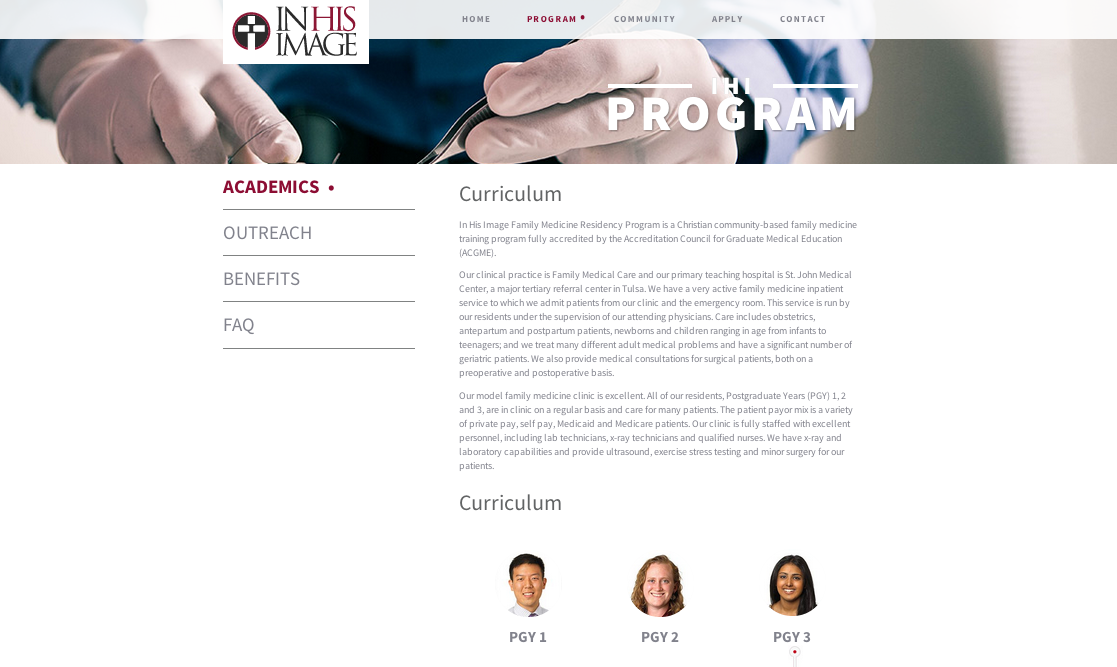 IN HIS
IMAGE
HOME
PROGRAM
COMMUNITY
APPLY
CONTACT
IHI
PROGRAM
ACADEMICS •
OUTREACH
BENEFITS
FAQ
Curriculum
In His Image Family Medicine Residency Program is a Christian community-based family medicine
training program fully accredited by the Accreditation Council for Graduate Medical Education
(ACGME).
Our clinical practice is Family Medical Care and our primary teaching hospital is St. John Medical
Center, a major tertiary referral center in Tulsa. We have a very active family medicine inpatient
service to which we admit patients from our clinic and the emergency room. This service is run by
our residents under the supervision of our attending physicians. Care includes obstetrics,
antepartum and postpartum patients, newborns and children ranging in age from infants to
teenagers; and we treat many different adult medical problems and have a significant number of
geriatric patients. We also provide medical consultations for surgical patients, both on a
preoperative and postoperative basis.
Our model family medicine clinic is excellent. All of our residents, Postgraduate Years (PGY) 1, 2
and 3, are in clinic on a regular basis and care for many patients. The patient payor mix is a variety
of private pay, self pay, Medicaid and Medicare patients. Our clinic is fully staffed with excellent
personnel, including lab technicians, x-ray technicians and qualified nurses. We have x-ray and
laboratory capabilities and provide ultrasound, exercise stress testing and minor surgery for our
patients.
Curriculum
PGY 1
PGY 2
PGY 3